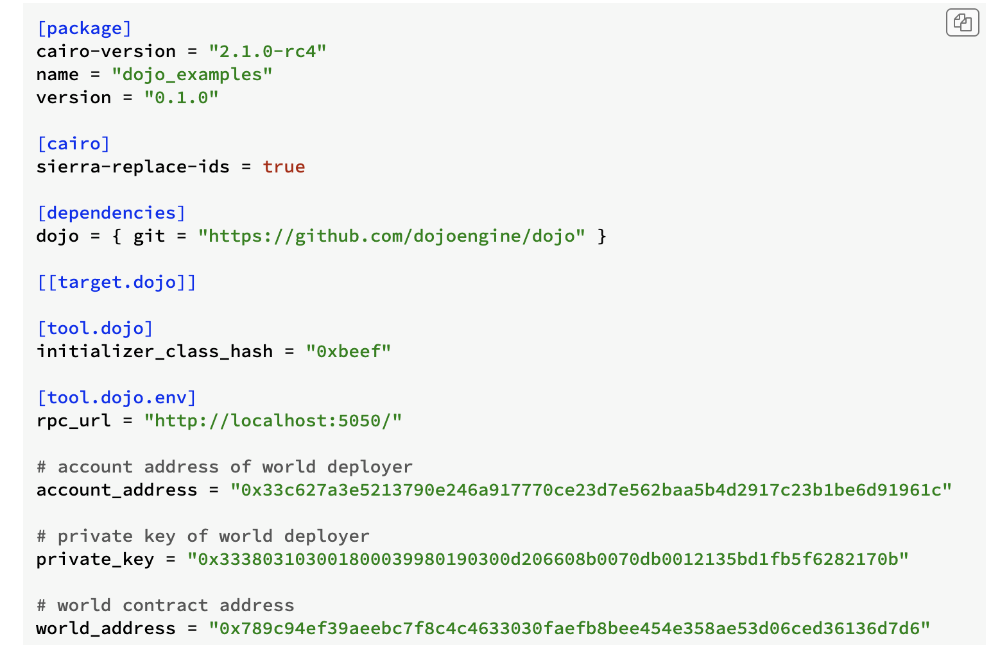 [package]
cairo-version = "2.1.0-rc4"
name = "dojo_examples"
version = "0.1.0"
[cairo]
sierra-replace-ids = true
[dependencies]
dojo = { git = "https://github.com/dojoengine/dojo" }
[[target.dojo]]
[tool.dojo]
initializer_class_hash = "0xbeef"
[tool.dojo.env]
rpc_url = "http://localhost:5050/"
# account address of world deployer
account_address = "0x33c627a3e5213790e246a917770ce23d7e562baa5b4d2917c23b1be6d91961c"
# private key of world deployer
private_key = "0x333803103001800039980190300d206608b0070db0012135bd1fb5f6282170b"
# world contract address
world_address = "0x789c94ef39aeebc7f8c4c4633030faefb8bee454e358ae53d06ced36136d7d6"